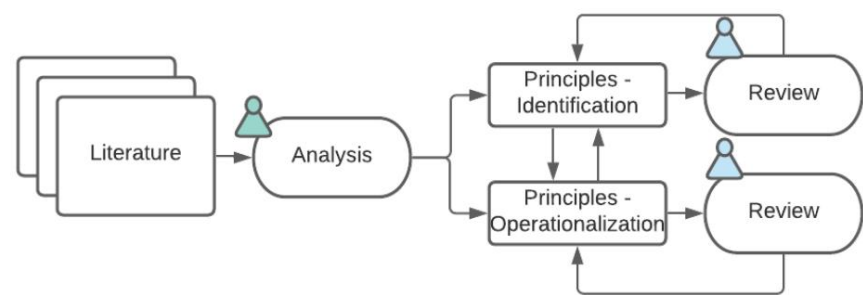 Literature
Analysis
Principles -
Identification
Review
Principles -
Operationalization
Review